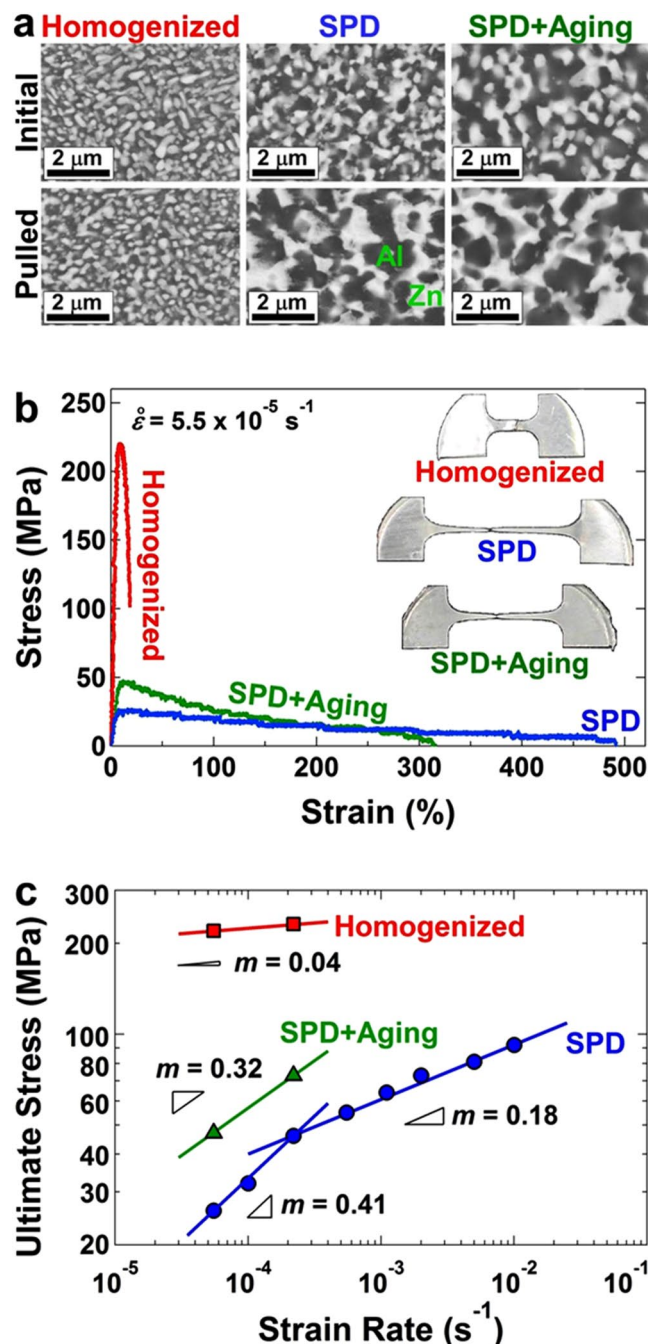 a
Homogenized SPD SPD+Aging
Initial
2 μm 2 μm 2 μm
Pulled
Al
Zn
2 μm 2 μm 2 μm
b
250
200
150
100
50
0
Stress (MPa)
ε̊ = 5.5 x 10⁻⁵ s⁻¹
Homogenized
Homogenized
SPD
SPD+Aging
SPD+Aging
SPD
0 100 200 300 400 500
Strain (%)
c
300
200
100
80
60
40
30
20
Ultimate Stress (MPa)
Homogenized
m = 0.04
SPD+Aging
SPD
m = 0.32
m = 0.18
m = 0.41
10⁻⁵ 10⁻⁴ 10⁻³ 10⁻² 10⁻¹
Strain Rate (s⁻¹)